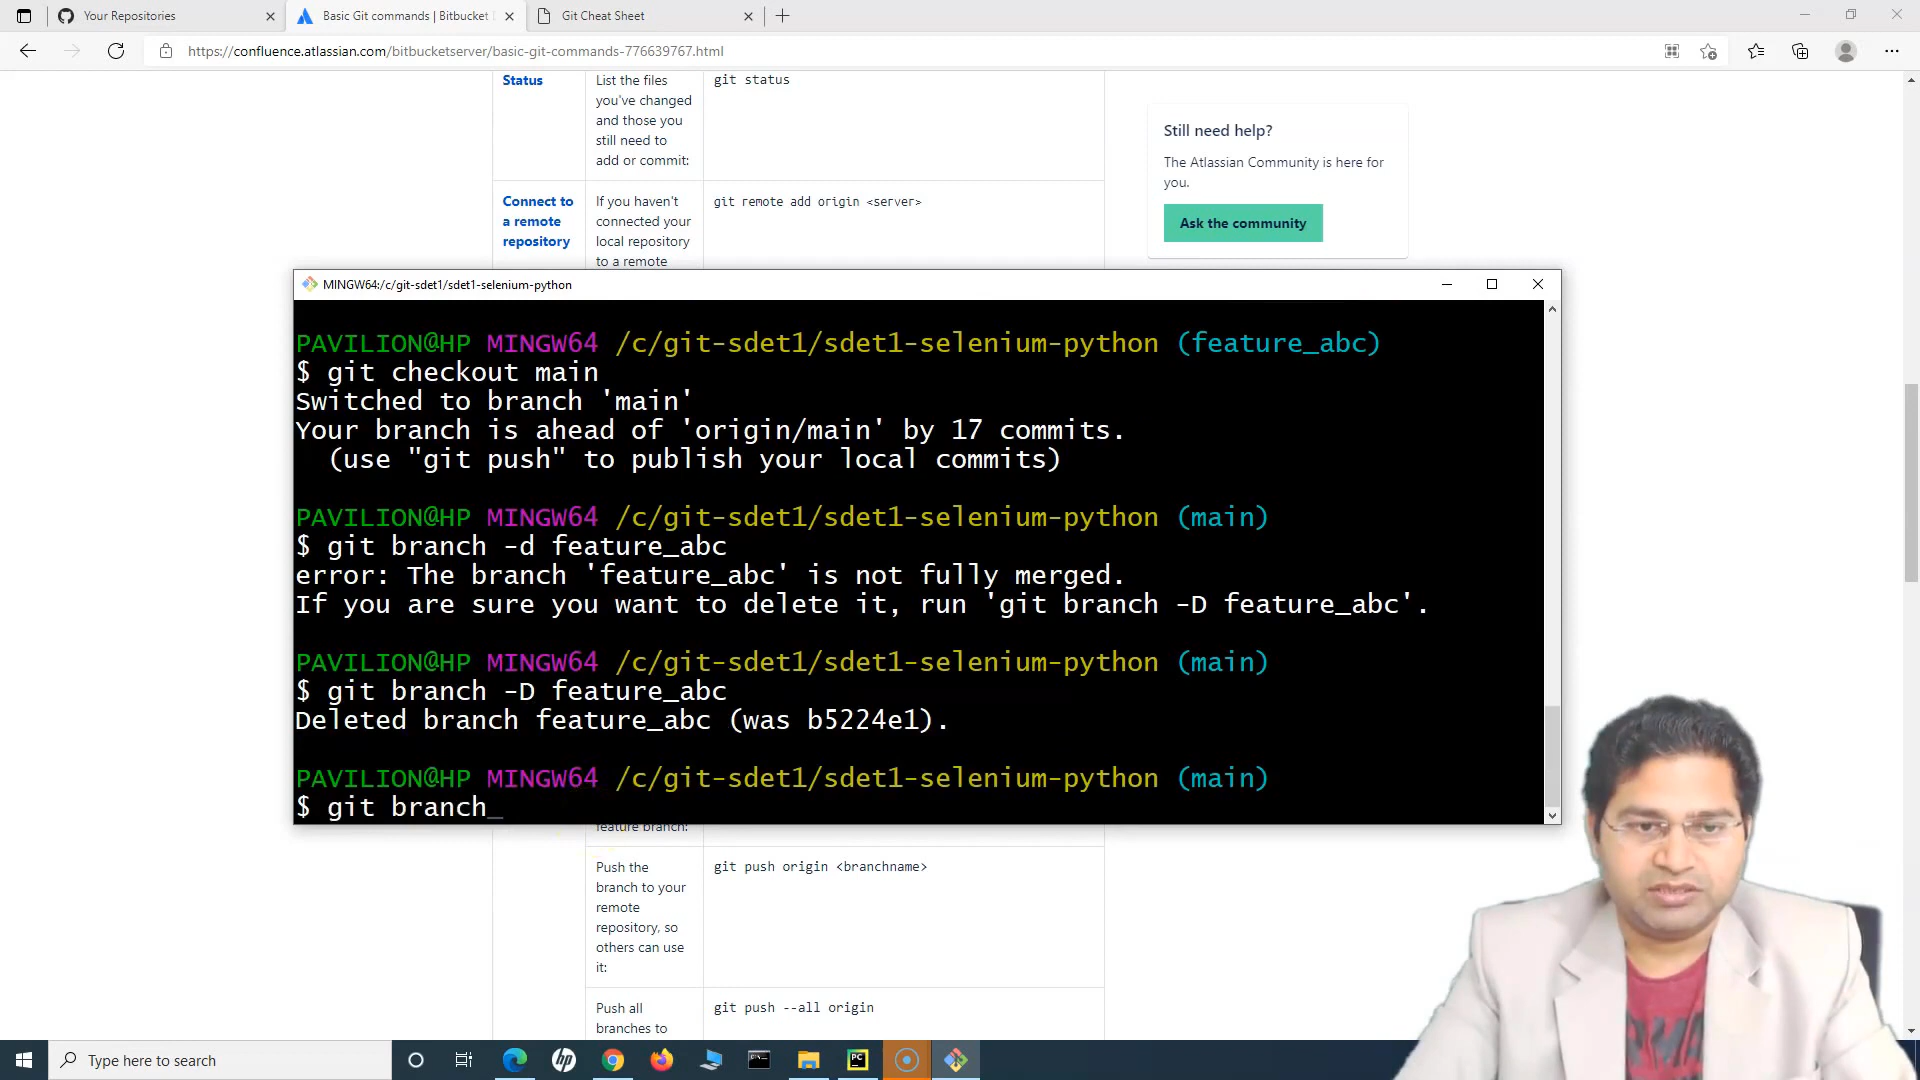 Your Repositories
Basic Git commands | Bitbucket
Git Cheat Sheet
https://confluence.atlassian.com/bitbucketserver/basic-git-commands-776639767.html
Status
List the files
you've changed
and those you
still need to
add or commit:
git status
Connect to
a remote
repository
If you haven't
connected your
local repository
to a remote
git remote add origin <server>
Still need help?
The Atlassian Community is here for
you.
Ask the community
MINGW64:/c/git-sdet1/sdet1-selenium-python
PAVILION@HP MINGW64 /c/git-sdet1/sdet1-selenium-python (feature_abc)
$ git checkout main
Switched to branch 'main'
Your branch is ahead of 'origin/main' by 17 commits.
(use "git push" to publish your local commits)
PAVILION@HP MINGW64 /c/git-sdet1/sdet1-selenium-python (main)
$ git branch -d feature_abc
error: The branch 'feature_abc' is not fully merged.
If you are sure you want to delete it, run 'git branch -D feature_abc'.
PAVILION@HP MINGW64 /c/git-sdet1/sdet1-selenium-python (main)
$ git branch -D feature_abc
Deleted branch feature_abc (was b5224e1).
PAVILION@HP MINGW64 /c/git-sdet1/sdet1-selenium-python (main)
$ git branch_
feature branch:
Push the
branch to your
remote
repository, so
others can use
it:
git push origin <branchname>
Push all
branches to
git push --all origin
Type here to search
hp
PC